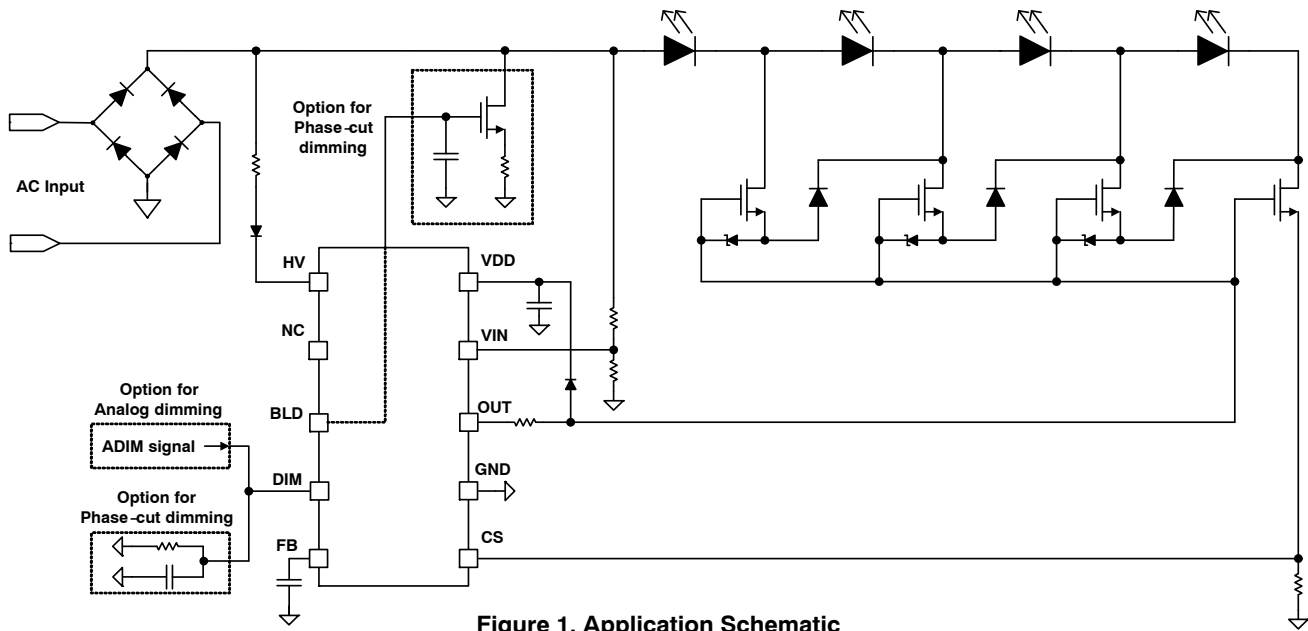 Option for
Phase-cut
dimming
AC Input
HV
VDD
NC
VIN
Option for
Analog dimming
ADIM signal
BLD
OUT
DIM
GND
Option for
Phase-cut dimming
FB
CS
Figure 1. Application Schematic